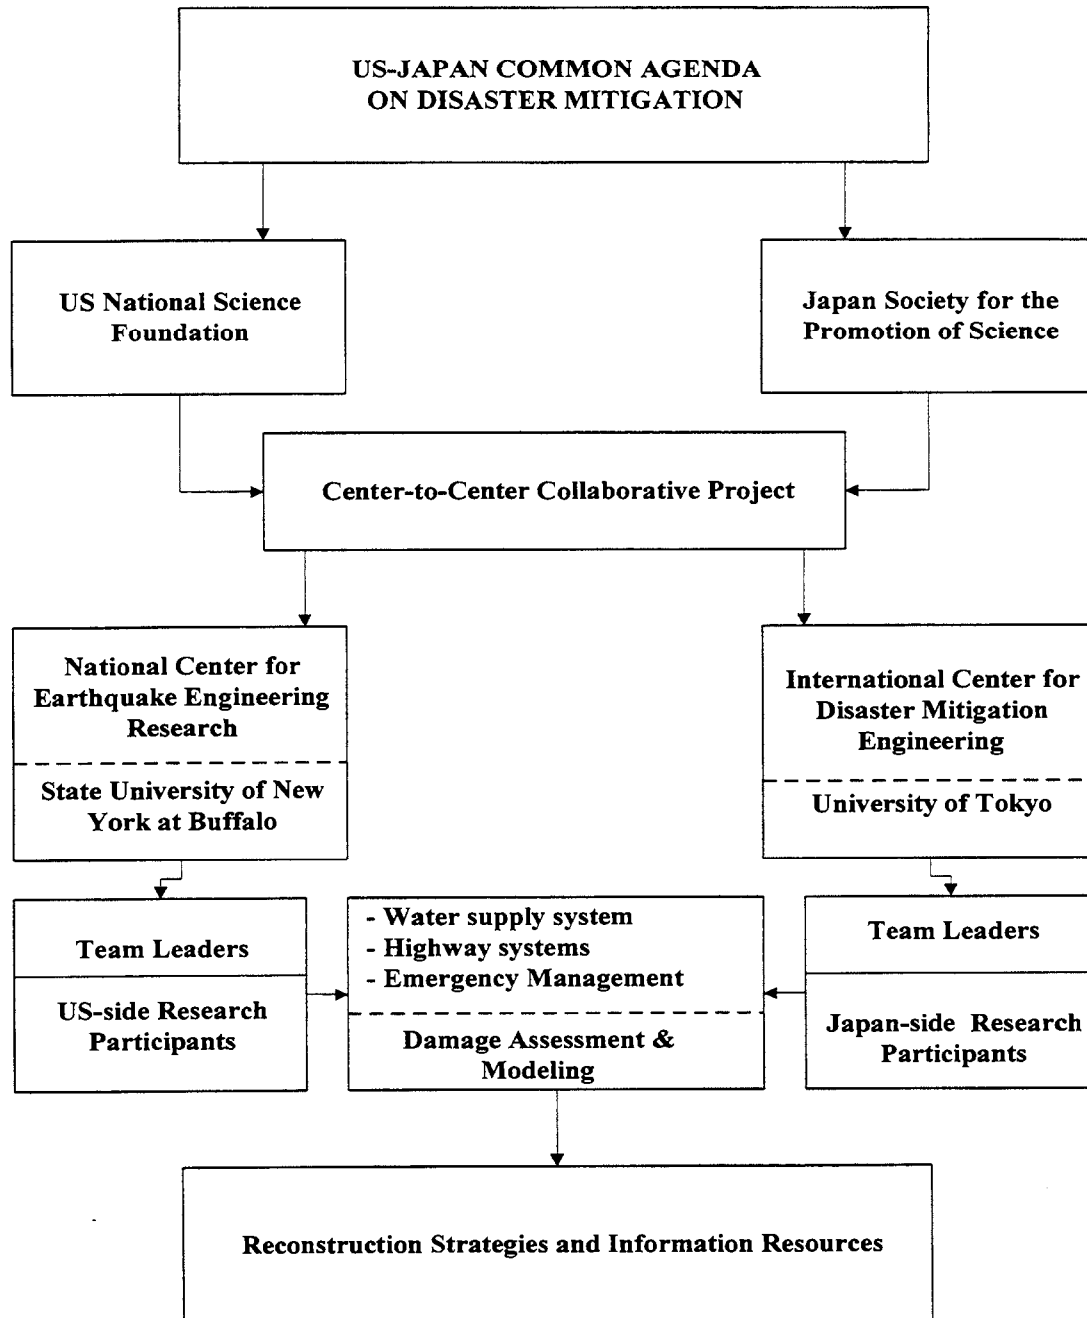 US-JAPAN COMMON AGENDA
ON DISASTER MITIGATION
US National Science
Foundation
Japan Society for the
Promotion of Science
Center-to-Center Collaborative Project
National Center for
Earthquake Engineering
Research
State University of New
York at Buffalo
International Center for
Disaster Mitigation
Engineering
University of Tokyo
Team Leaders
US-side Research
Participants
- Water supply system
- Highway systems
- Emergency Management
Damage Assessment &
Modeling
Team Leaders
Japan-side Research
Participants
Reconstruction Strategies and Information Resources